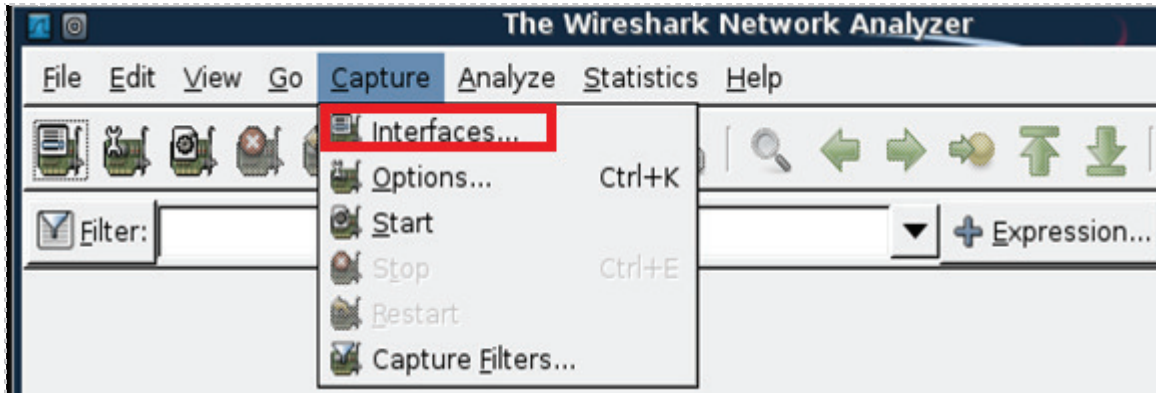 The Wireshark Network Analyzer
File Edit View Go Capture Analyze Statistics Help
Interfaces...
Options... Ctrl+K
Start
Stop Ctrl+E
Restart
Capture Filters...
Filter: Expression...